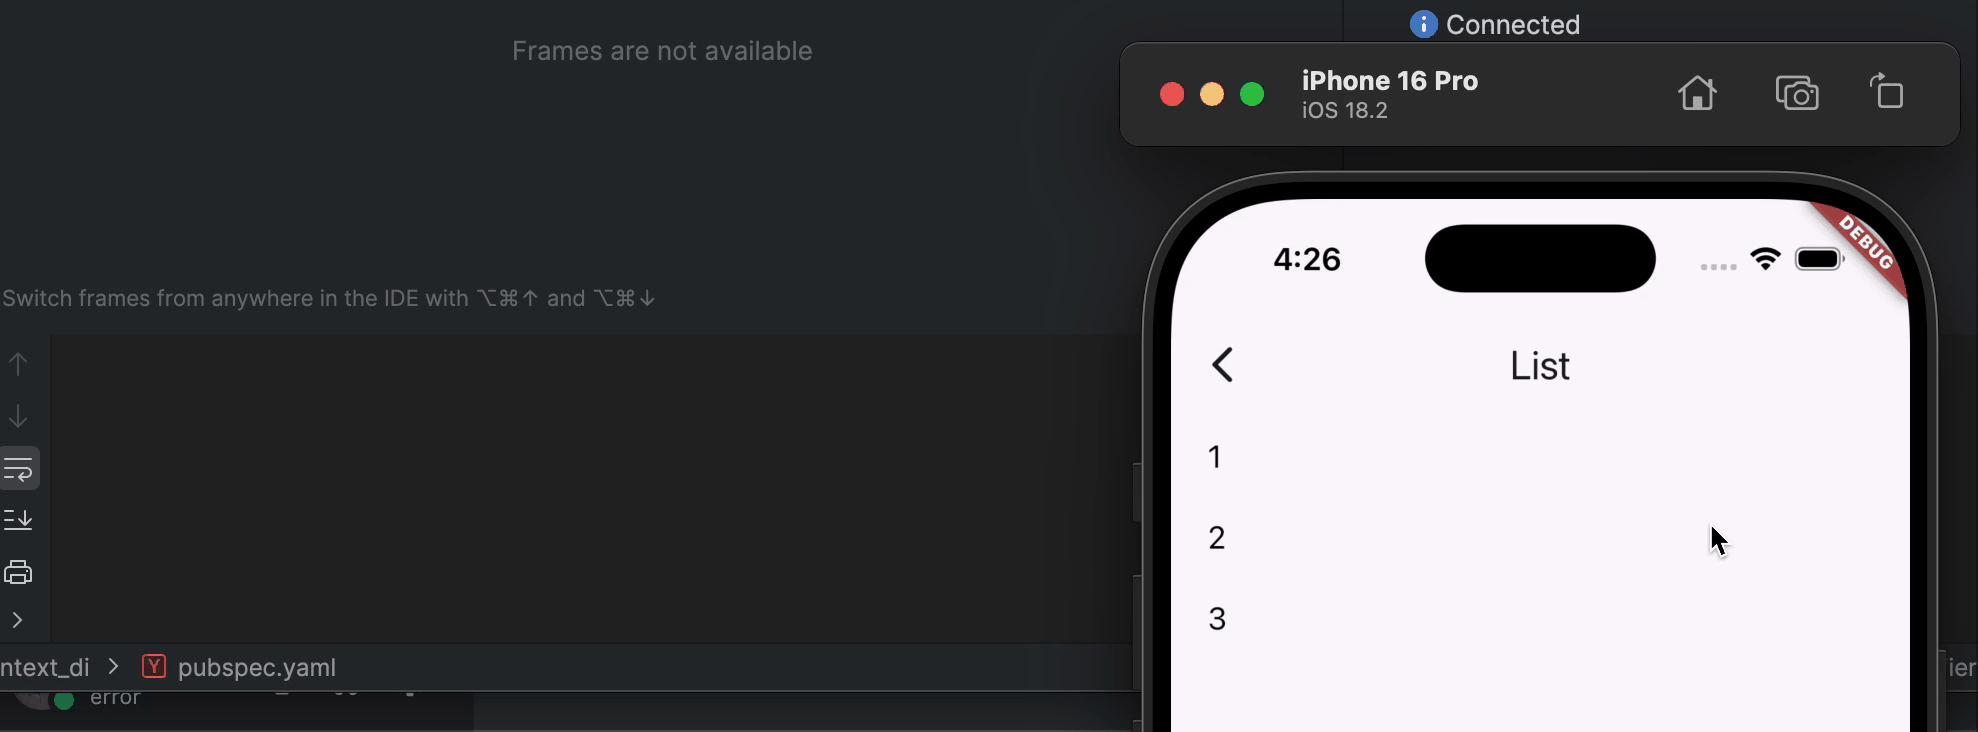 Frames are not available
Connected
iPhone 16 Pro
iOS 18.2
DEBUG
4:26
Switch frames from anywhere in the IDE with ⌥⌘↑ and ⌥⌘↓
List
1
2
3
ntext_di > pubspec.yaml
ier
error